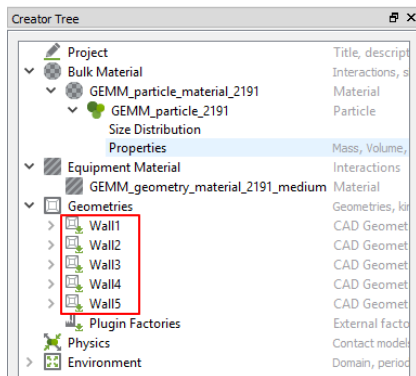 Creator Tree
Project Title, descript
Bulk Material Interactions, s
GEMM_particle_material_2191 Material
GEMM_particle_2191 Particle
Size Distribution
Properties Mass, Volume,
Equipment Material Interactions
GEMM_geometry_material_2191_medium Material
Geometries Geometries, kin
Wall1 CAD Geomet
Wall2 CAD Geomet
Wall3 CAD Geomet
Wall4 CAD Geomet
Wall5 CAD Geomet
Plugin Factories External facto
Physics Contact model
Environment Domain, period